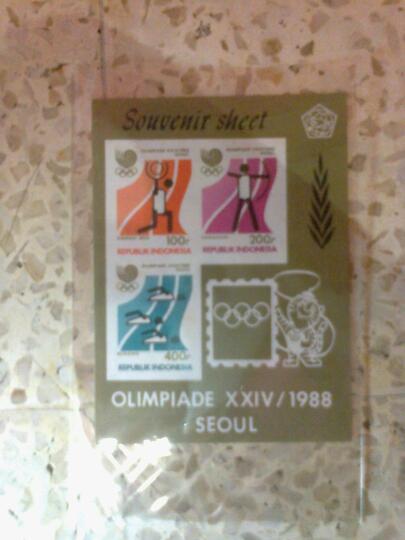 Souvenir sheet
100r
REPUBLIK INDONESIA
200r
REPUBLIK INDONESIA
400r
REPUBLIK INDONESIA
OLIMPIADE XXIV/1988
SEOUL